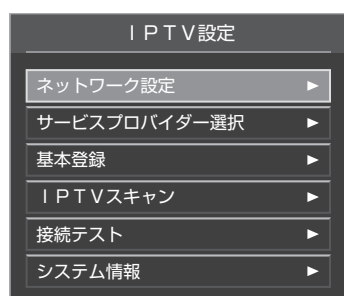 ＩＰＴＶ設定
ネットワーク設定
サービスプロバイダー選択
基本登録
ＩＰＴＶスキャン
接続テスト
システム情報